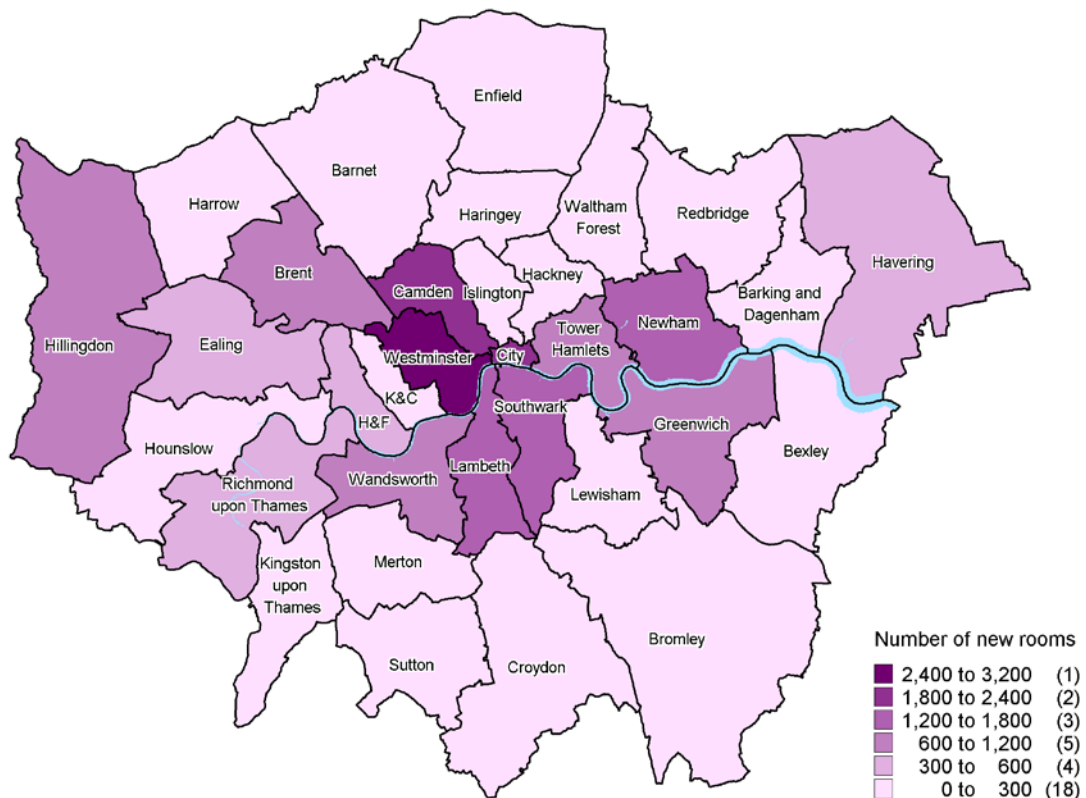 Enfield
Barnet
Harrow
Haringey
Waltham
Forest
Redbridge
Havering
Brent
Hackney
Camden
Islington
Barking and
Dagenham
Hillingdon
Ealing
Newham
Tower
Hamlets
Westminster
City
K&C
Southwark
H&F
Greenwich
Hounslow
Bexley
Lambeth
Wandsworth
Richmond
upon Thames
Lewisham
Merton
Kingston
upon
Thames
Bromley
Sutton
Croydon
Number of new rooms
2,400 to 3,200 (1)
1,800 to 2,400 (2)
1,200 to 1,800 (3)
600 to 1,200 (5)
300 to 600 (4)
0 to 300 (18)